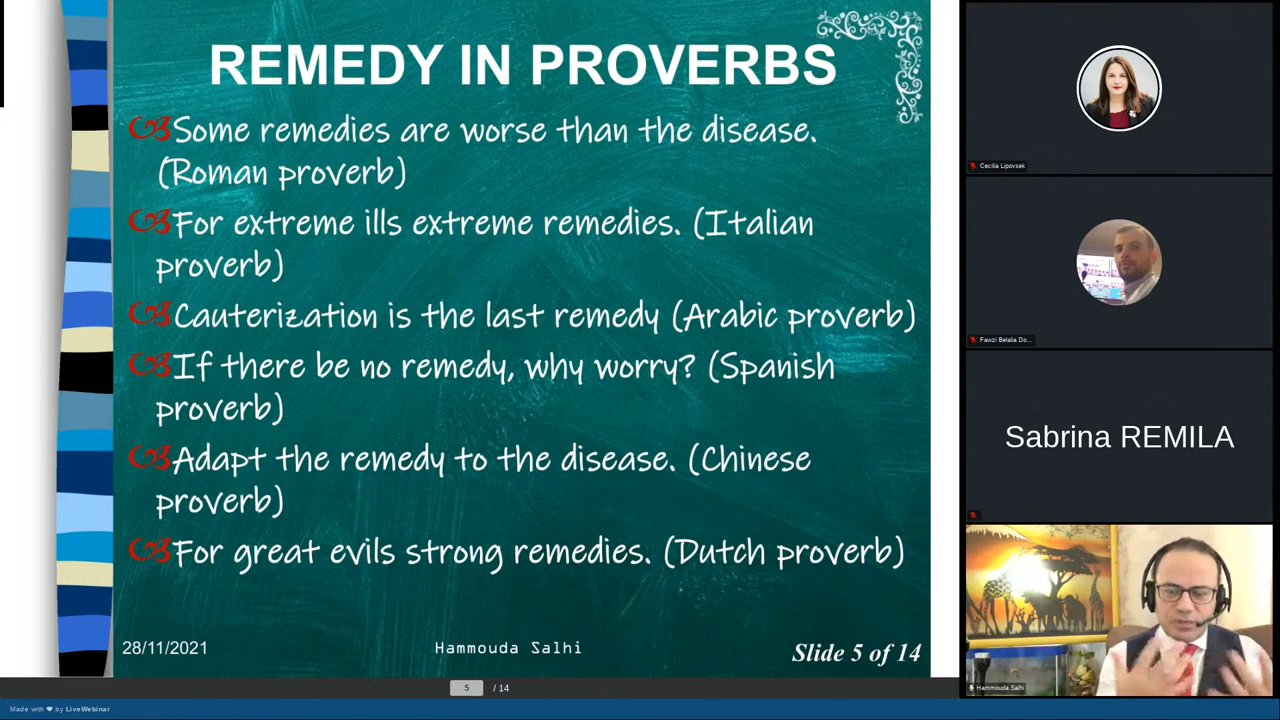 REMEDY IN PROVERBS
Some remedies are worse than the disease.
(Roman proverb)
For extreme ills extreme remedies. (Italian
proverb)
Cauterization is the last remedy (Arabic proverb)
If there be no remedy, why worry? (Spanish
proverb)
Adapt the remedy to the disease. (Chinese
proverb)
For great evils strong remedies. (Dutch proverb)
28/11/2021
Hammouda Salhi
Slide 5 of 14
5 / 14
Made with ❤ by LiveWebinar
Cecilia Lipovsek
Fawzi Belalia Do...
Sabrina REMILA
Hammouda Salhi